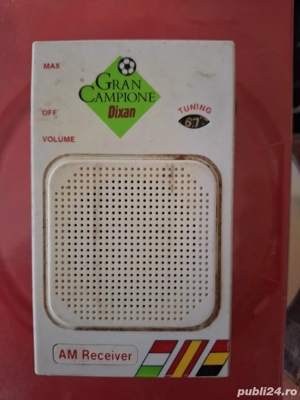 MAX
GRAN
CAMPIONE
Dixan
OFF
TUNING
VOLUME
AM Receiver
publi24.ro